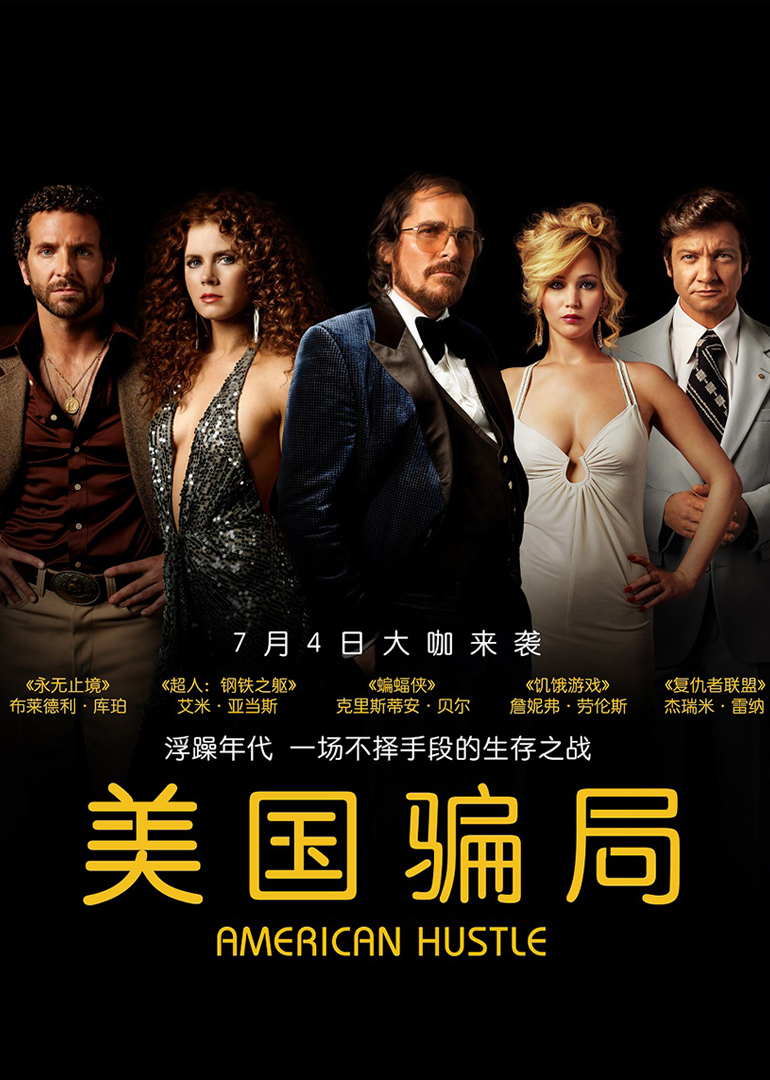 7月4日大咖来袭
《永无止境》 《超人：钢铁之躯》 《蝙蝠侠》 《饥饿游戏》 《复仇者联盟》
布莱德利·库珀 艾米·亚当斯 克里斯蒂安·贝尔 詹妮弗·劳伦斯 杰瑞米·雷纳
浮躁年代 一场不择手段的生存之战
美国骗局
AMERICAN HUSTLE